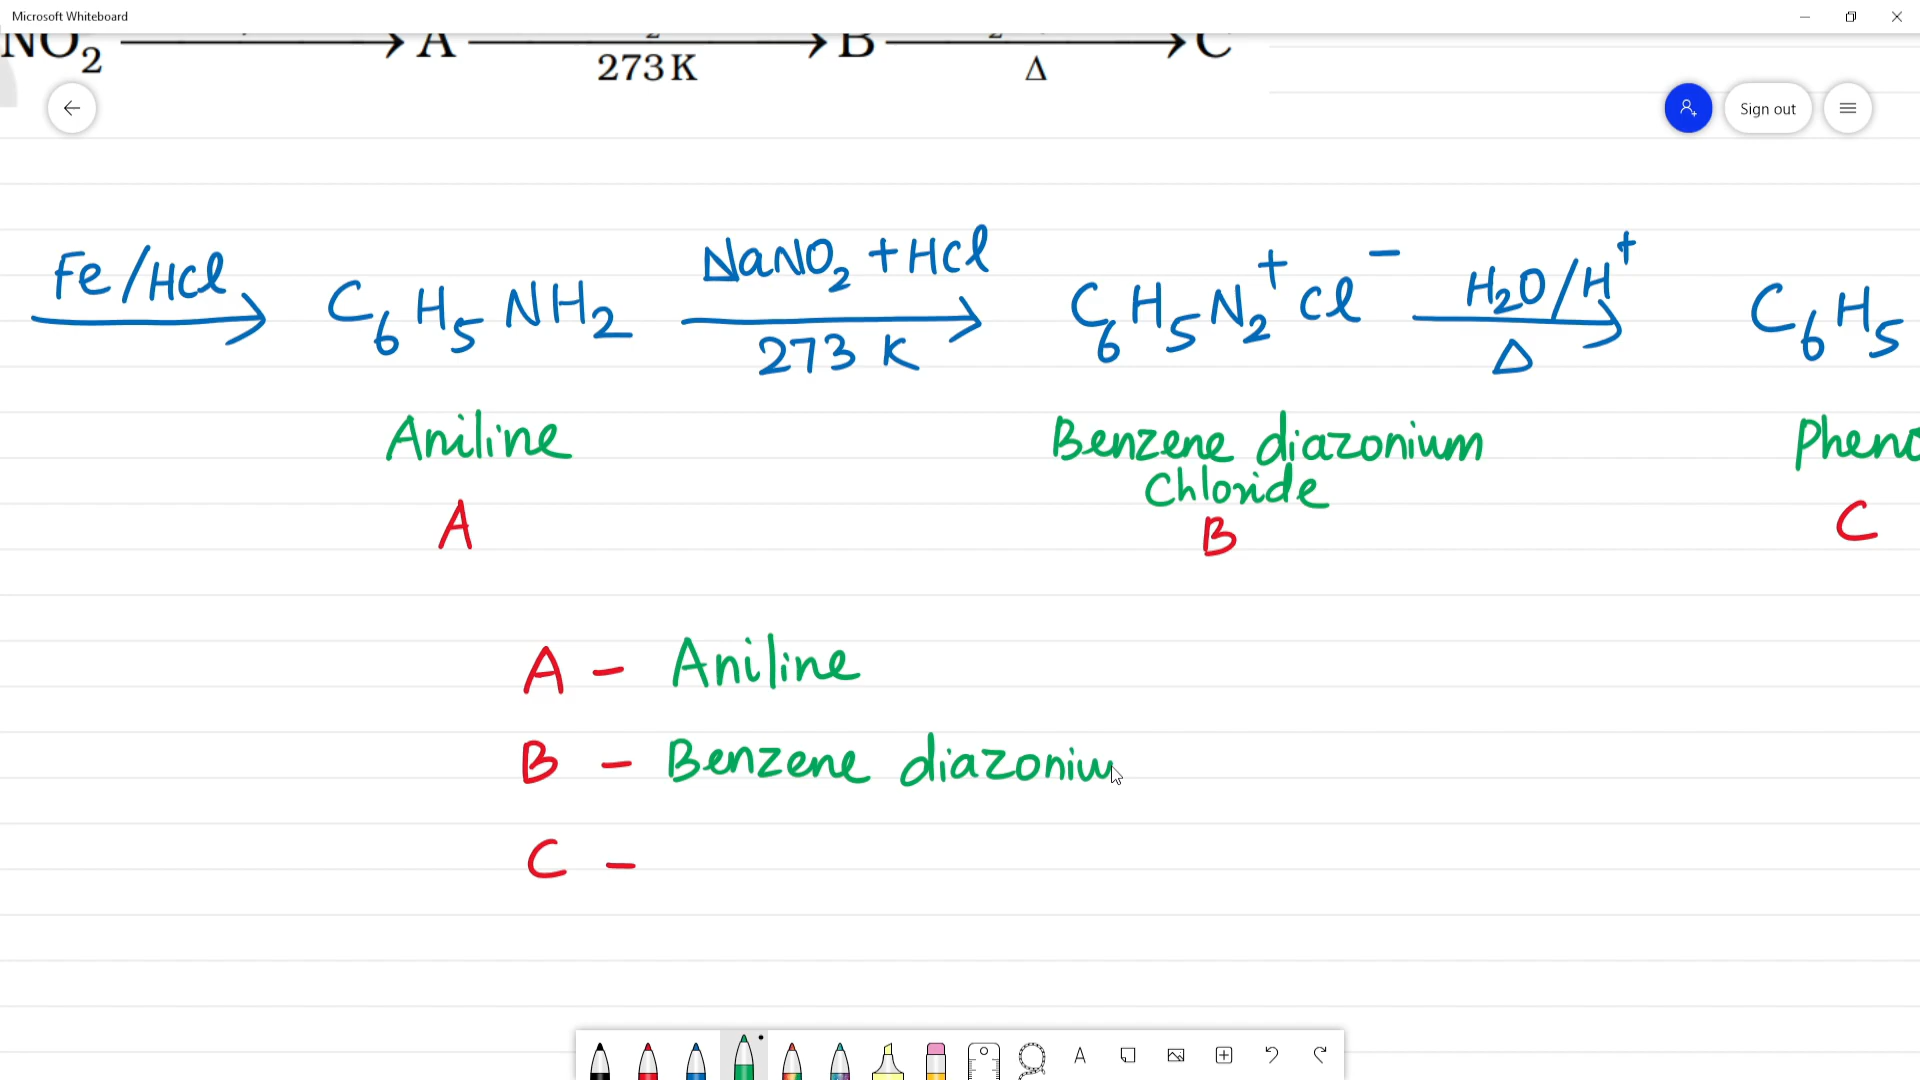 Microsoft Whiteboard
NO₂ ⟶ A ⟶ B ⟶ C
273 K Δ
Sign out
Fe/HCl ⟶ C₆H₅NH₂ NaNO₂ + HCl ⟶ 273 K C₆H₅N₂⁺Cl⁻ H₂O/H⁺ ⟶ Δ C₆H₅
Aniline Benzene diazonium Pheno
Chloride
A B C
A - Aniline
B - Benzene diazoniu
C -